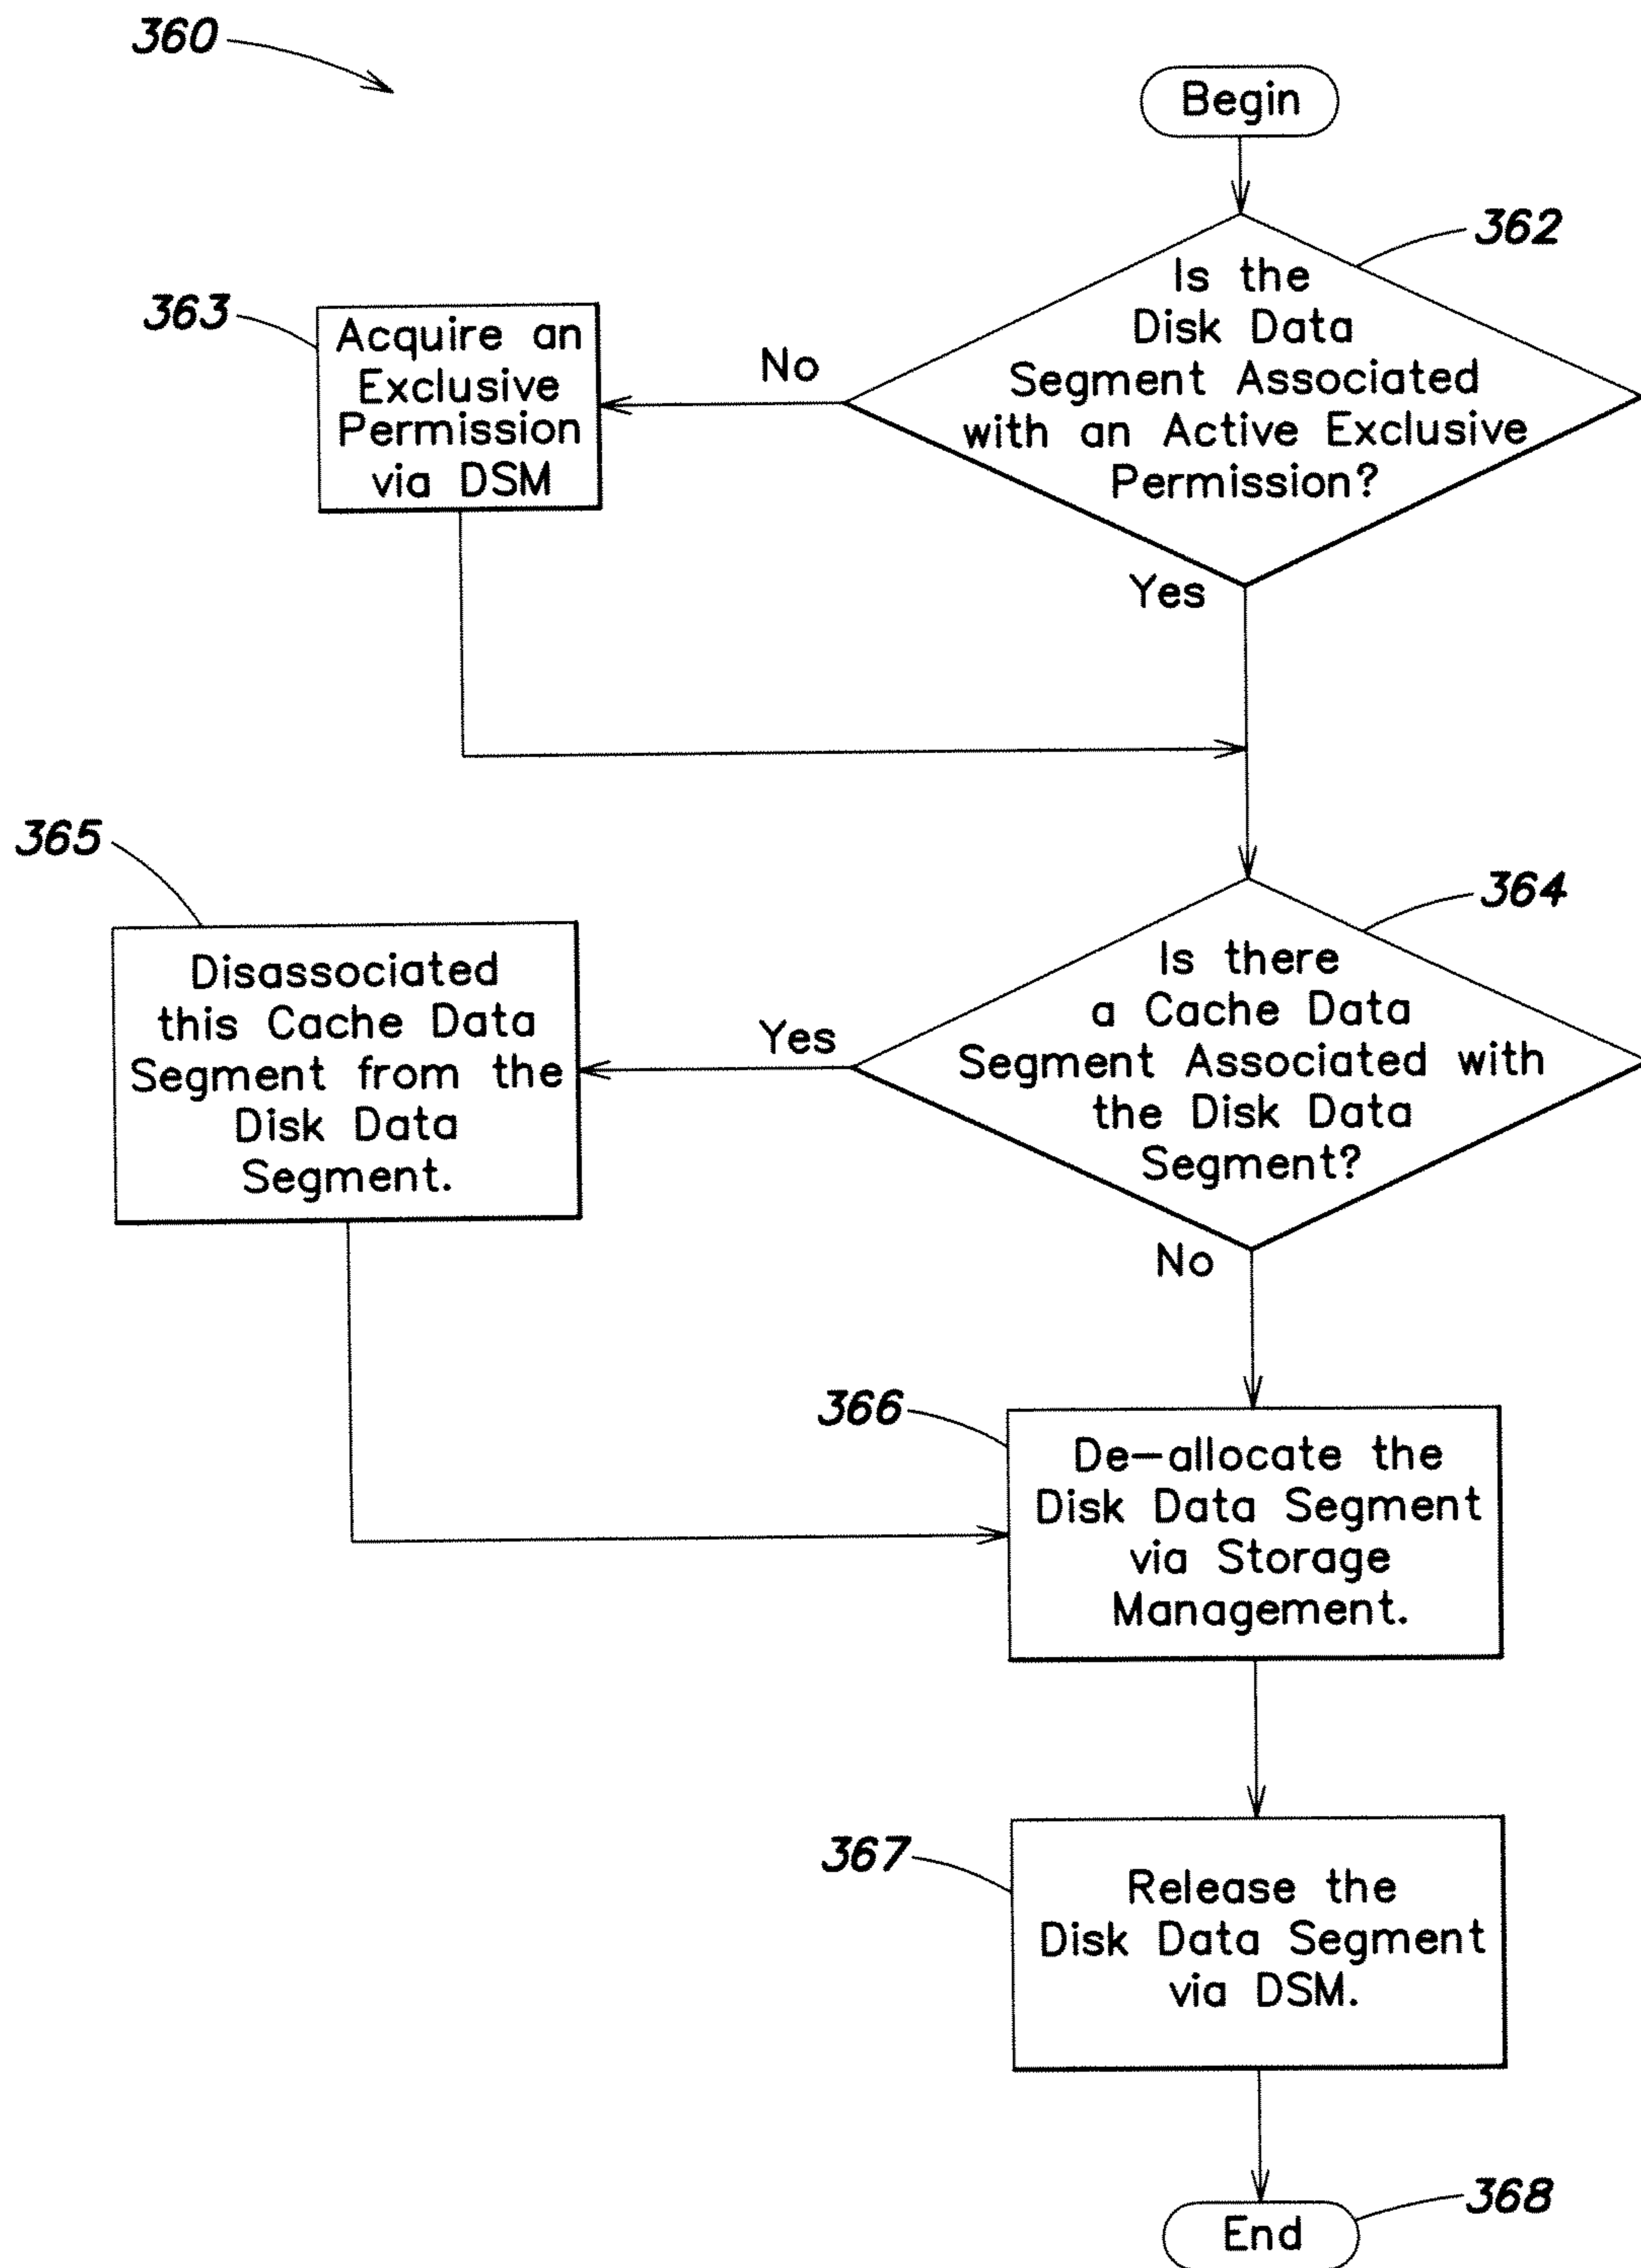 360
Begin
362
Is the
Disk Data
Segment Associated
with an Active Exclusive
Permission?
No
Yes
363
Acquire an
Exclusive
Permission
via DSM
364
Is there
a Cache Data
Segment Associated with
the Disk Data
Segment?
Yes
No
365
Disassociated
this Cache Data
Segment from the
Disk Data
Segment.
366
De-allocate the
Disk Data Segment
via Storage
Management.
367
Release the
Disk Data Segment
via DSM.
368
End